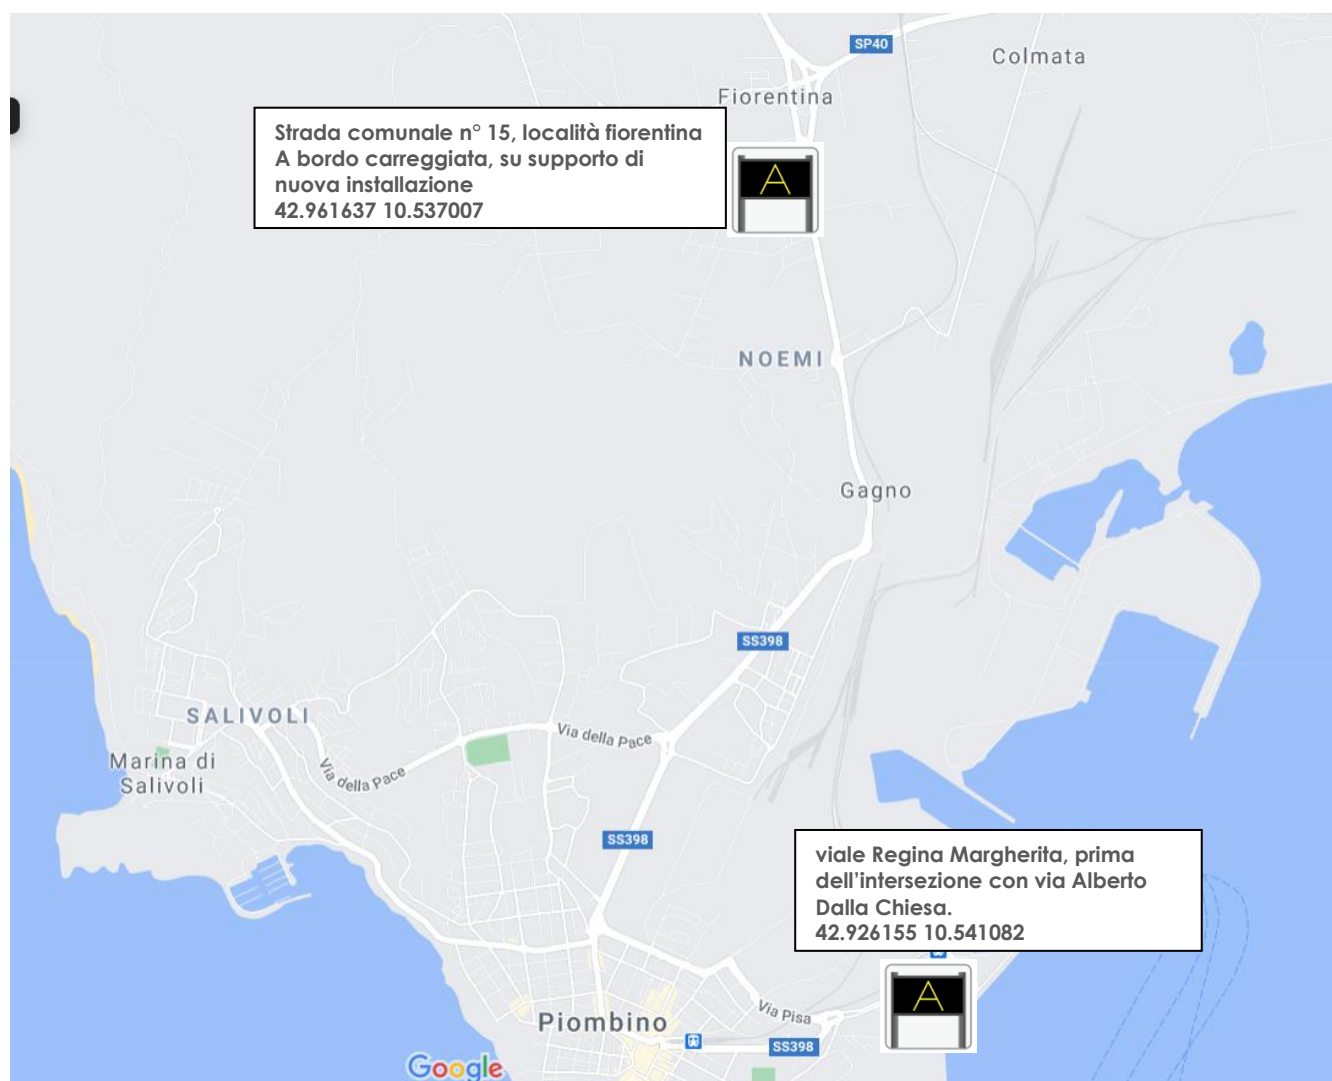 SP40
Colmata
Fiorentina
Strada comunale n° 15, località fiorentina
A bordo carreggiata, su supporto di
nuova installazione
42.961637 10.537007
A
NOEMI
Gagno
SS398
SALIVOLI
Via della Pace
Marina di
Salivoli
Via della Pace
SS398
viale Regina Margherita, prima
dell'intersezione con via Alberto
Dalla Chiesa.
42.926155 10.541082
A
Via Pisa
Piombino
SS398
Google